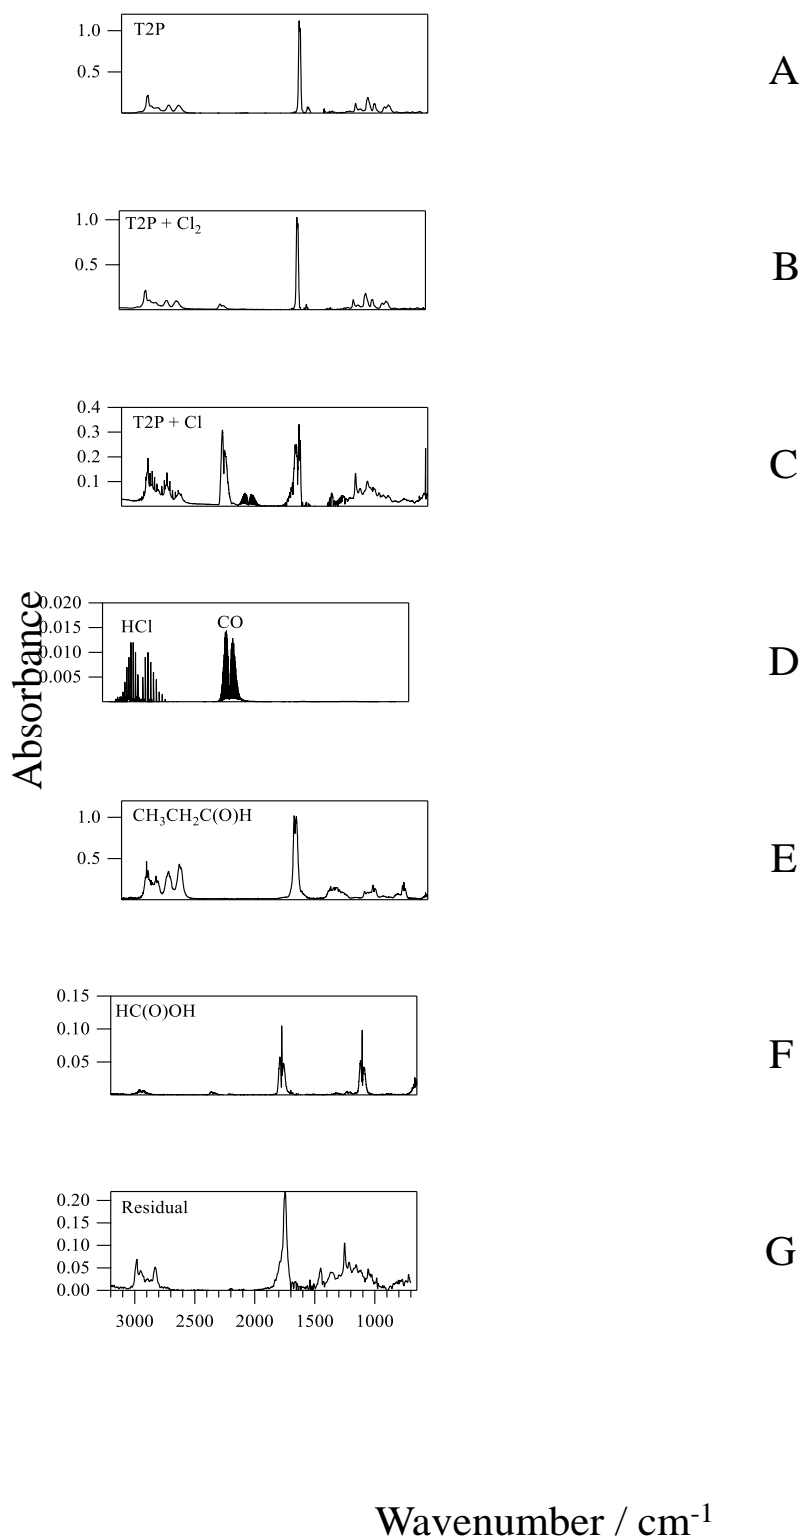 T2P
1.0
0.5
A
T2P + Cl2
1.0
0.5
B
T2P + Cl
0.4
0.3
0.2
0.1
C
0.020
HCl
CO
0.015
0.010
0.005
D
Absorbance
CH3CH2C(O)H
1.0
0.5
E
0.15
HC(O)OH
0.10
0.05
F
Residual
0.20
0.15
0.10
0.05
0.00
G
3000 2500 2000 1500 1000
Wavenumber / cm-1